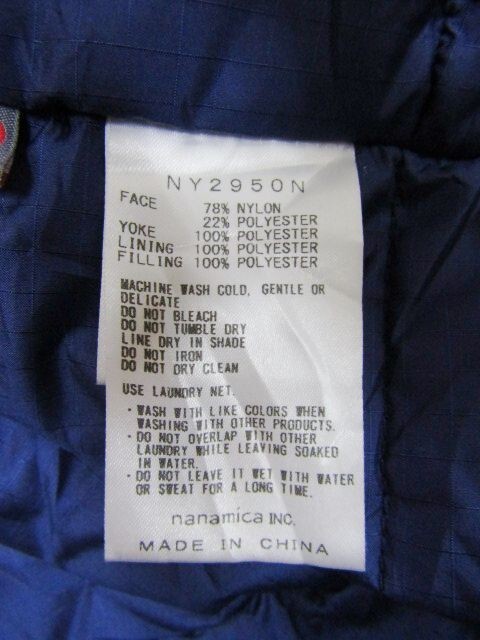 NY2950N
FACE 78% NYLON
22% POLYESTER
YOKE 100% POLYESTER
LINING 100% POLYESTER
FILLING 100% POLYESTER
MACHINE WASH COLD, GENTLE OR
DELICATE
DO NOT BLEACH
DO NOT TUMBLE DRY
LINE DRY IN SHADE
DO NOT IRON
DO NOT DRY CLEAN
USE LAUNDRY NET.
・WASH WITH LIKE COLORS WHEN
WASHING WITH OTHER PRODUCTS.
・DO NOT OVERLAP WITH OTHER
LAUNDRY WHILE LEAVING SOAKED
IN WATER.
・DO NOT LEAVE IT WET WITH WATER
OR SWEAT FOR A LONG TIME.
nanamica INC.
MADE IN CHINA